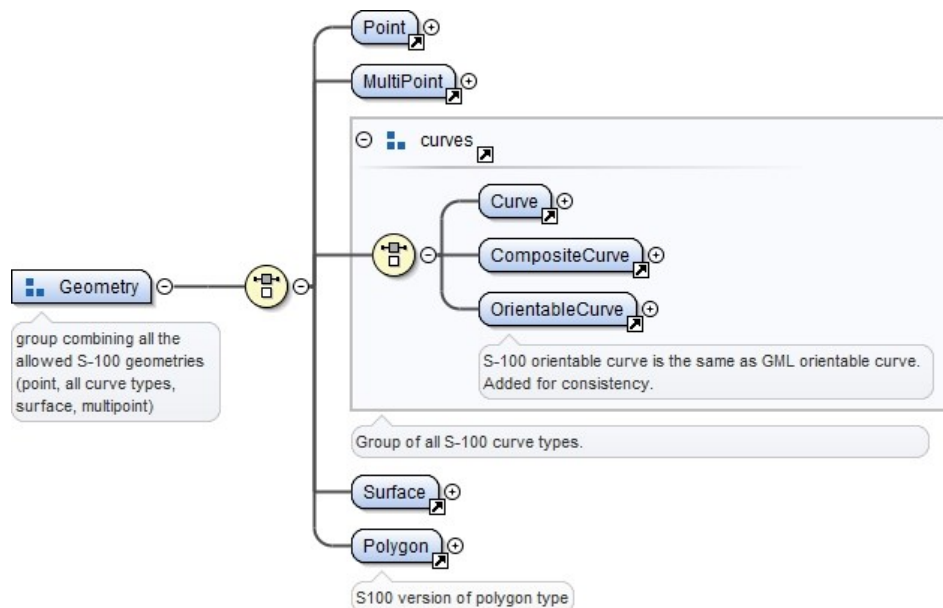 Point
MultiPoint
curves
Curve
CompositeCurve
OrientableCurve
S-100 orientable curve is the same as GML orientable curve.
Added for consistency.
Geometry
group combining all the
allowed S-100 geometries
(point, all curve types,
surface, multipoint)
Group of all S-100 curve types.
Surface
Polygon
S100 version of polygon type